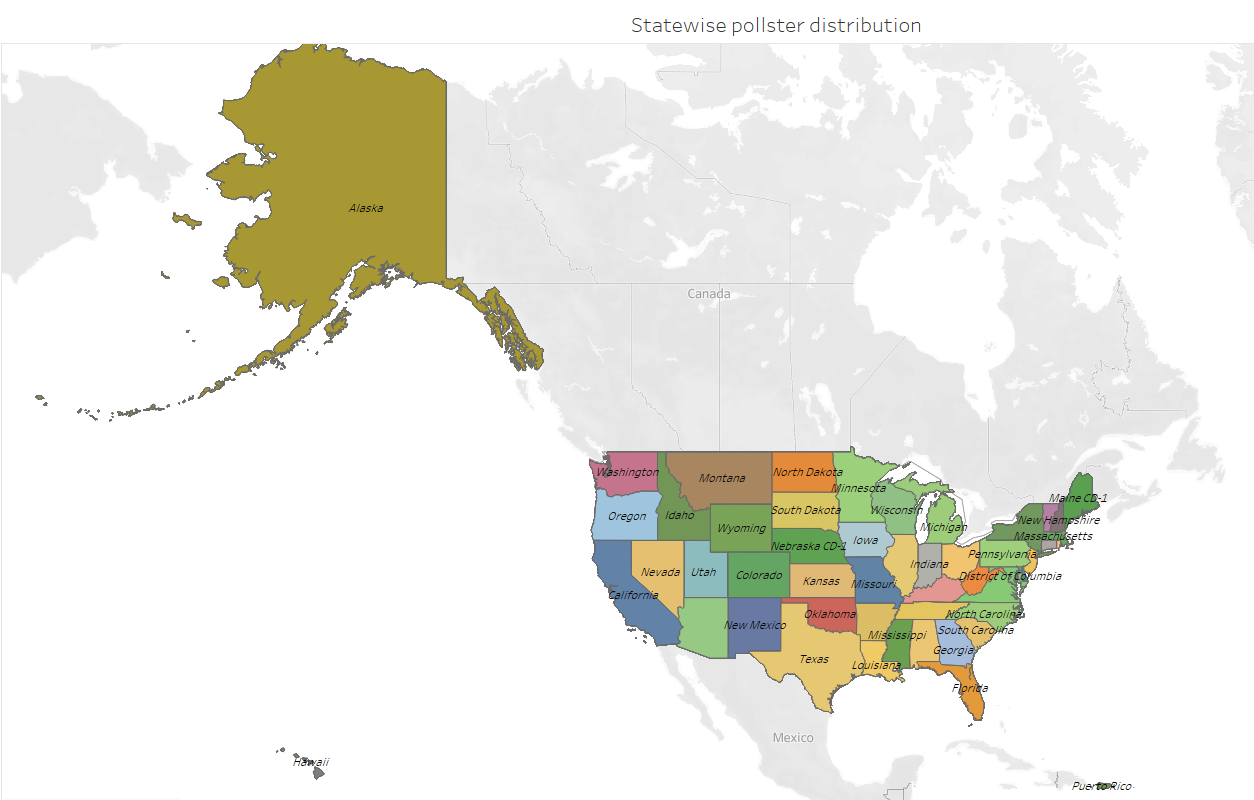 Statewise pollster distribution
Alaska
Canada
Washington
Montana
North Dakota
Minnesota
Maine CD-1
Oregon
Idaho
South Dakota
Wisconsin
New Hampshire
Wyoming
Michigan
Massachusetts
Iowa
Nebraska CD-1
Pennsylvania
Indiana
Nevada
Utah
Colorado
Kansas
Missouri
District of Columbia
California
Oklahoma
North Carolina
New Mexico
Mississippi
South Carolina
Georgia
Texas
Louisiana
Florida
Mexico
Hawaii
Puerto Rico